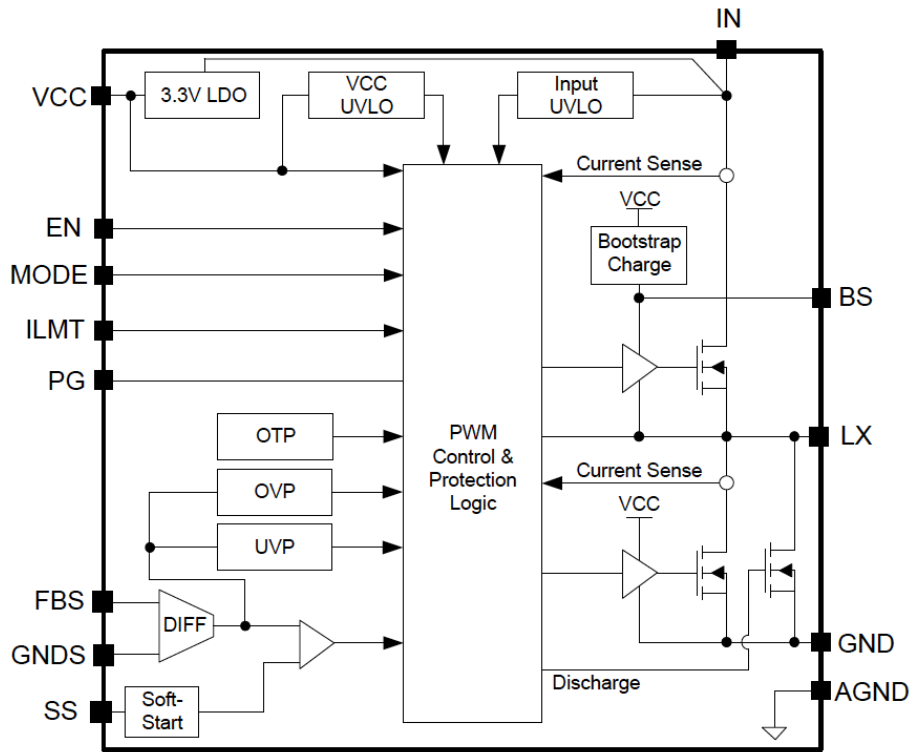 IN
VCC
3.3V LDO
VCC
UVLO
Input
UVLO
Current Sense
VCC
EN
Bootstrap
Charge
MODE
BS
ILMT
PG
OTP
PWM
Control &
Protection
Logic
LX
Current Sense
OVP
VCC
UVP
FBS
DIFF
GNDS
GND
Discharge
AGND
SS
Soft-
Start